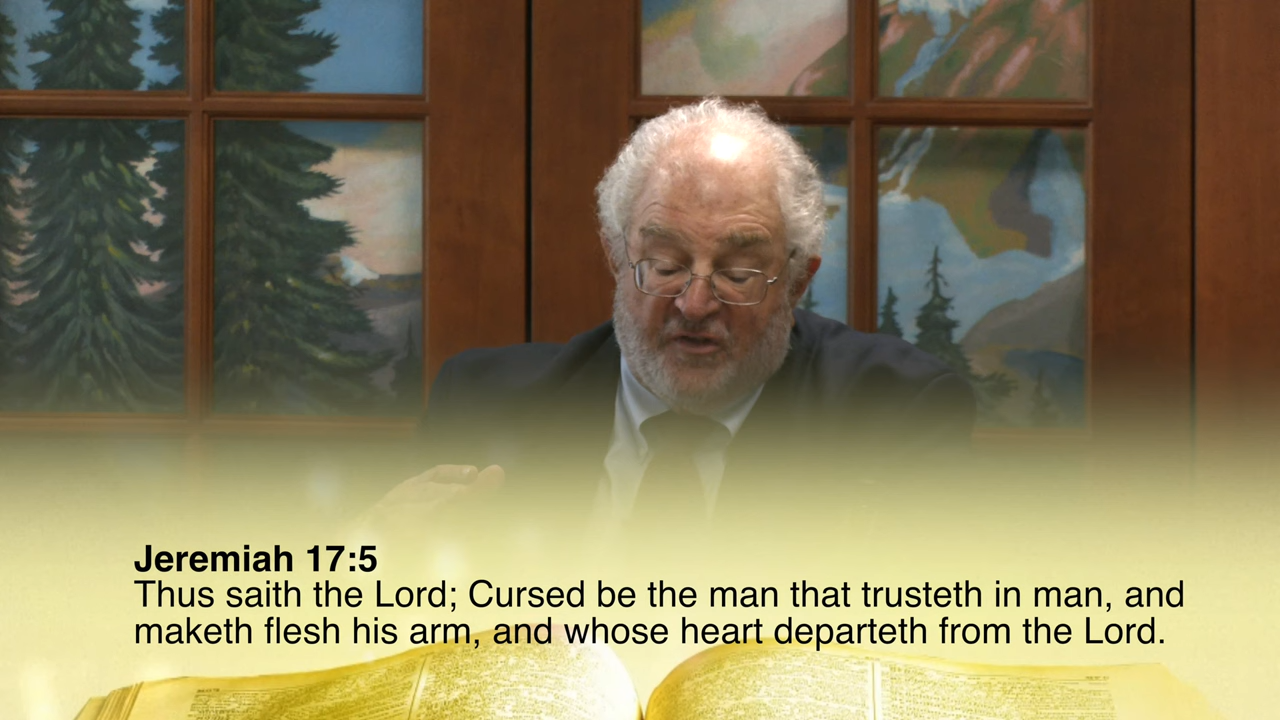 Jeremiah 17:5
Thus saith the Lord; Cursed be the man that trusteth in man, and
maketh flesh his arm, and whose heart departeth from the Lord.